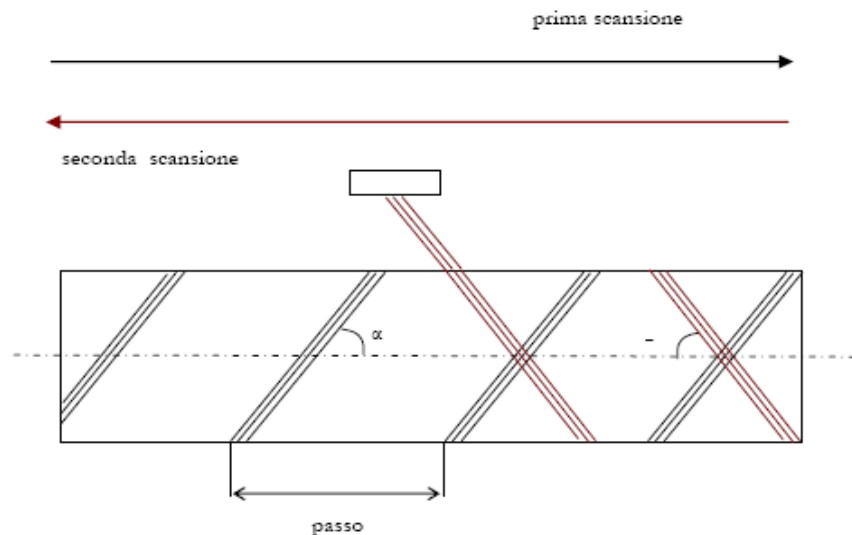 prima scansione
seconda scansione
α
–
passo